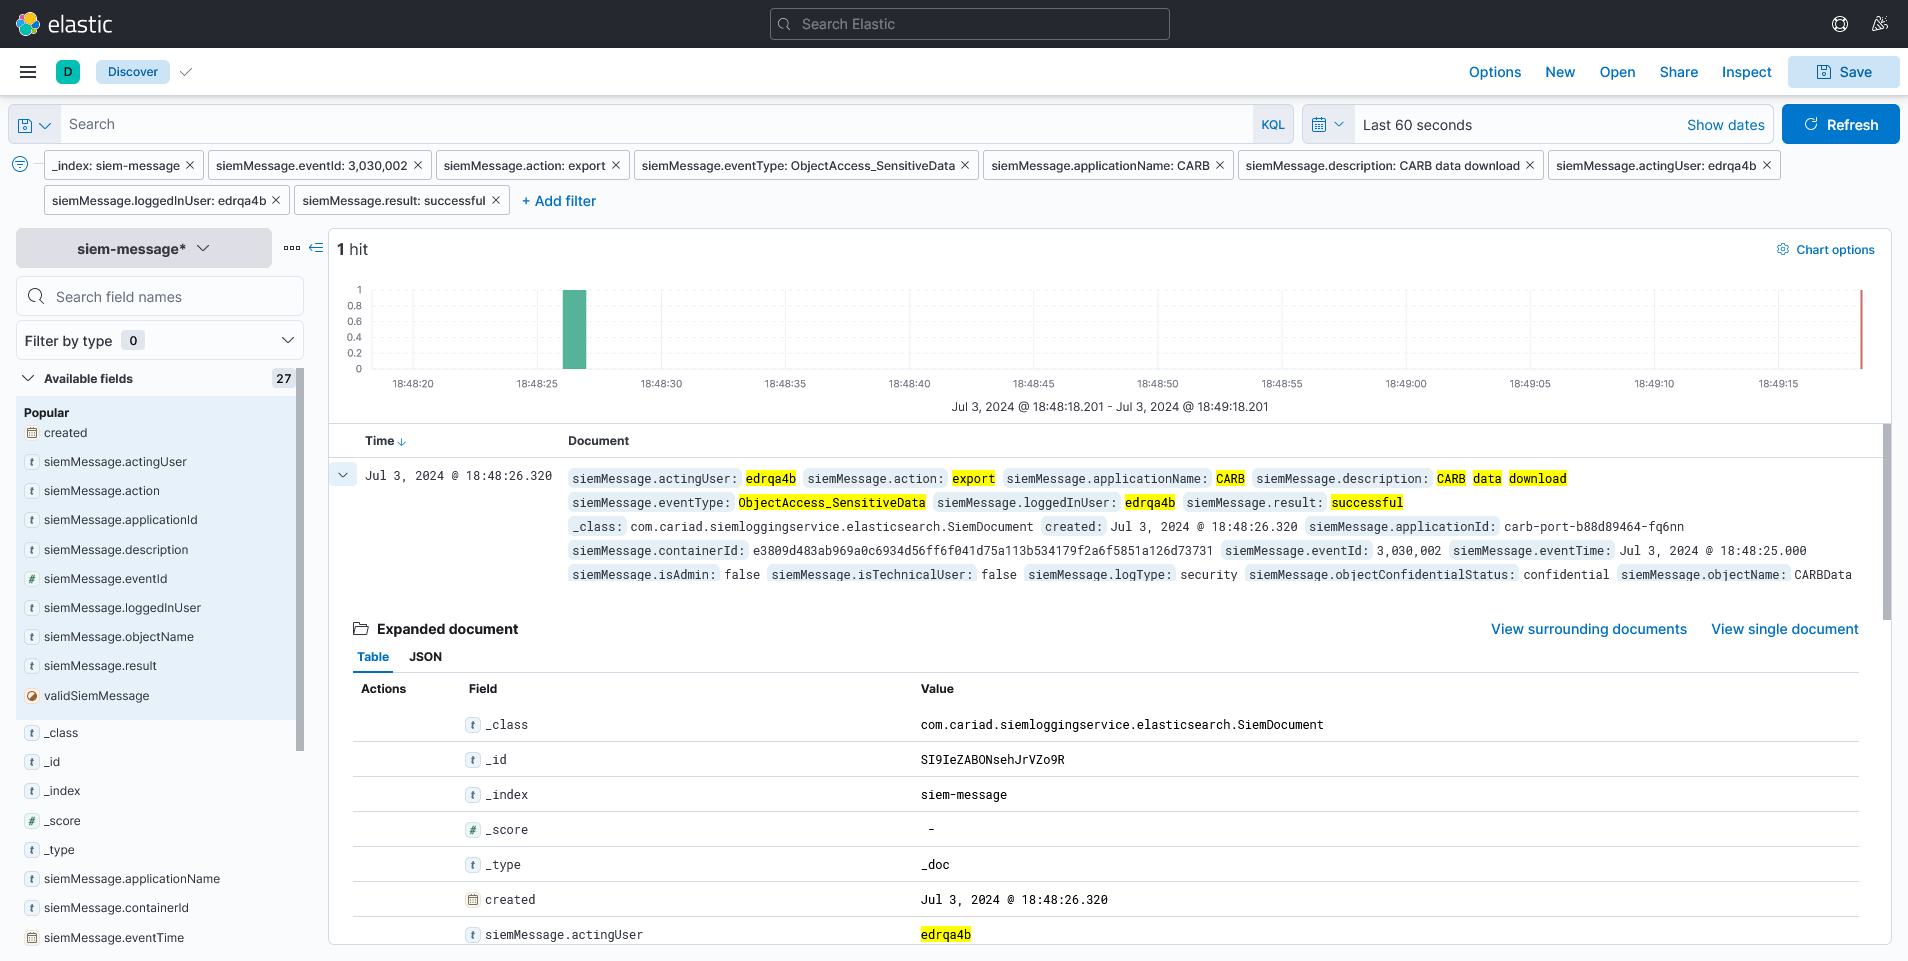 elastic
Search Elastic
D
Discover
Options
New
Open
Share
Inspect
Save
Search
KQL
Last 60 seconds
Show dates
Refresh
_index: siem-message × siemMessage.eventId: 3,030,002 × siemMessage.action: export × siemMessage.eventType: ObjectAccess_SensitiveData × siemMessage.applicationName: CARB × siemMessage.description: CARB data download × siemMessage.actingUser: edrqa4b ×
siemMessage.loggedInUser: edrqa4b × siemMessage.result: successful × + Add filter
siem-message*
Search field names
Filter by type 0
Available fields 27
Popular
created
t siemMessage.actingUser
t siemMessage.action
t siemMessage.applicationId
t siemMessage.description
# siemMessage.eventId
t siemMessage.loggedInUser
t siemMessage.objectName
t siemMessage.result
validSiemMessage
t _class
t _id
t _index
# _score
t _type
t siemMessage.applicationName
t siemMessage.containerId
siemMessage.eventTime
1 hit
Chart options
1
0.8
0.6
0.4
0.2
0
18:48:20 18:48:25 18:48:30 18:48:35 18:48:40 18:48:45 18:48:50 18:48:55 18:49:00 18:49:05 18:49:10 18:49:15
Jul 3, 2024 @ 18:48:18.201 - Jul 3, 2024 @ 18:49:18.201
Time ↓ Document
Jul 3, 2024 @ 18:48:26.320 siemMessage.actingUser: edrqa4b siemMessage.action: export siemMessage.applicationName: CARB siemMessage.description: CARB data download
siemMessage.eventType: ObjectAccess_SensitiveData siemMessage.loggedInUser: edrqa4b siemMessage.result: successful
_class: com.cariad.siemloggingservice.elasticsearch.SiemDocument created: Jul 3, 2024 @ 18:48:26.320 siemMessage.applicationId: carb-port-b88d89464-fq6nn
siemMessage.containerId: e3809d483ab969a0c6934d56ff6f041d75a113b534179f2a6f5851a126d73731 siemMessage.eventId: 3,030,002 siemMessage.eventTime: Jul 3, 2024 @ 18:48:25.000
siemMessage.isAdmin: false siemMessage.isTechnicalUser: false siemMessage.logType: security siemMessage.objectConfidentialStatus: confidential siemMessage.objectName: CARBData
Expanded document
View surrounding documents
View single document
Table JSON
Actions Field Value
t _class com.cariad.siemloggingservice.elasticsearch.SiemDocument
t _id SI9IeZABONsehJrVZo9R
t _index siem-message
# _score -
t _type _doc
created Jul 3, 2024 @ 18:48:26.320
t siemMessage.actingUser edrqa4b